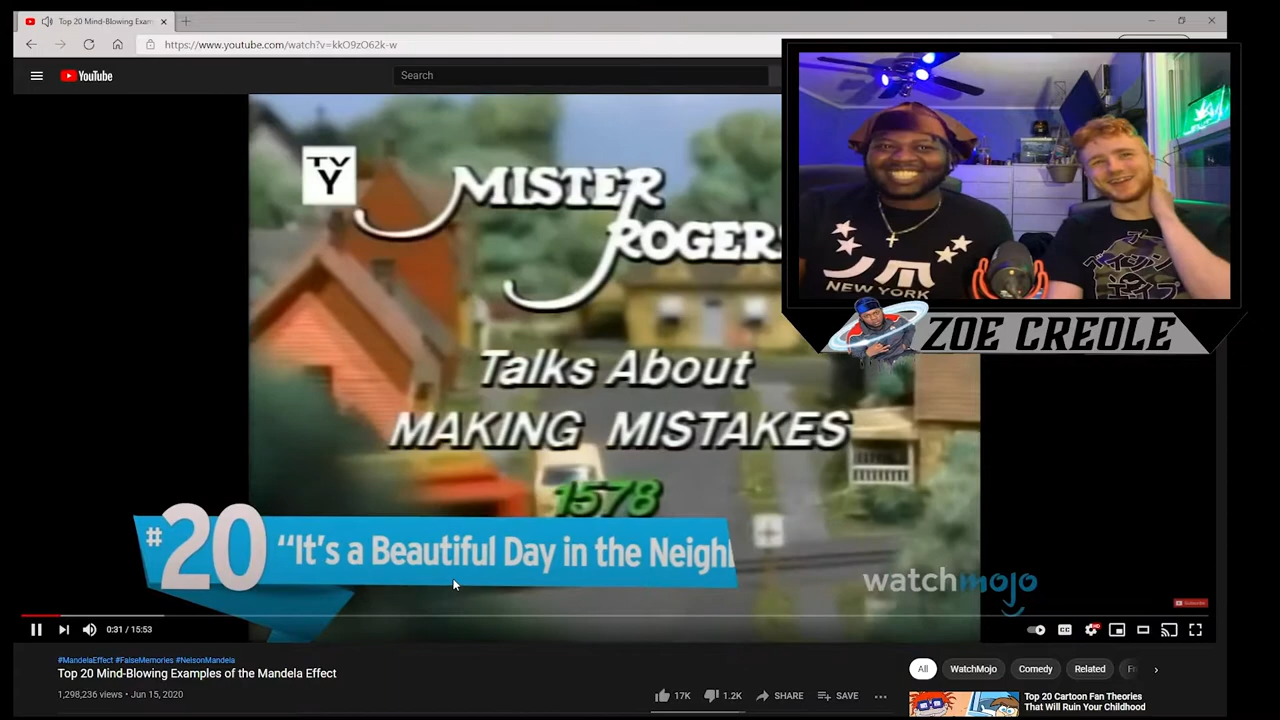 Top 20 Mind-Blowing Exam
https://www.youtube.com/watch?v=kkO9zO62k-w
YouTube
Search
TV
Y
MISTER
ROGERS
Talks About
MAKING MISTAKES
1578
NEW YORK
ZOE CREOLE
#20 “It's a Beautiful Day in the Neigh
watchmojo
Subscribe
0:31 / 15:53
CC
HD
#MandelaEffect #FalseMemories #NelsonMandela
Top 20 Mind-Blowing Examples of the Mandela Effect
1,298,236 views • Jun 15, 2020
17K 1.2K SHARE SAVE
All WatchMojo Comedy Related
Top 20 Cartoon Fan Theories
That Will Ruin Your Childhood